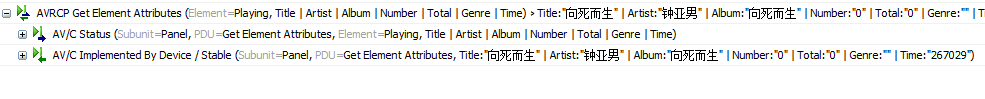 AVRCP Get Element Attributes (Element=Playing, Title | Artist | Album | Number | Total | Genre | Time) > Title:"向死而生" | Artist:"钟亚男" | Album:"向死而生" | Number:"0" | Total:"0" | Genre:"" | Ti
AV/C Status (Subunit=Panel, PDU=Get Element Attributes, Element=Playing, Title | Artist | Album | Number | Total | Genre | Time)
AV/C Implemented By Device / Stable (Subunit=Panel, PDU=Get Element Attributes, Title:"向死而生" | Artist:"钟亚男" | Album:"向死而生" | Number:"0" | Total:"0" | Genre:"" | Time:"267029")